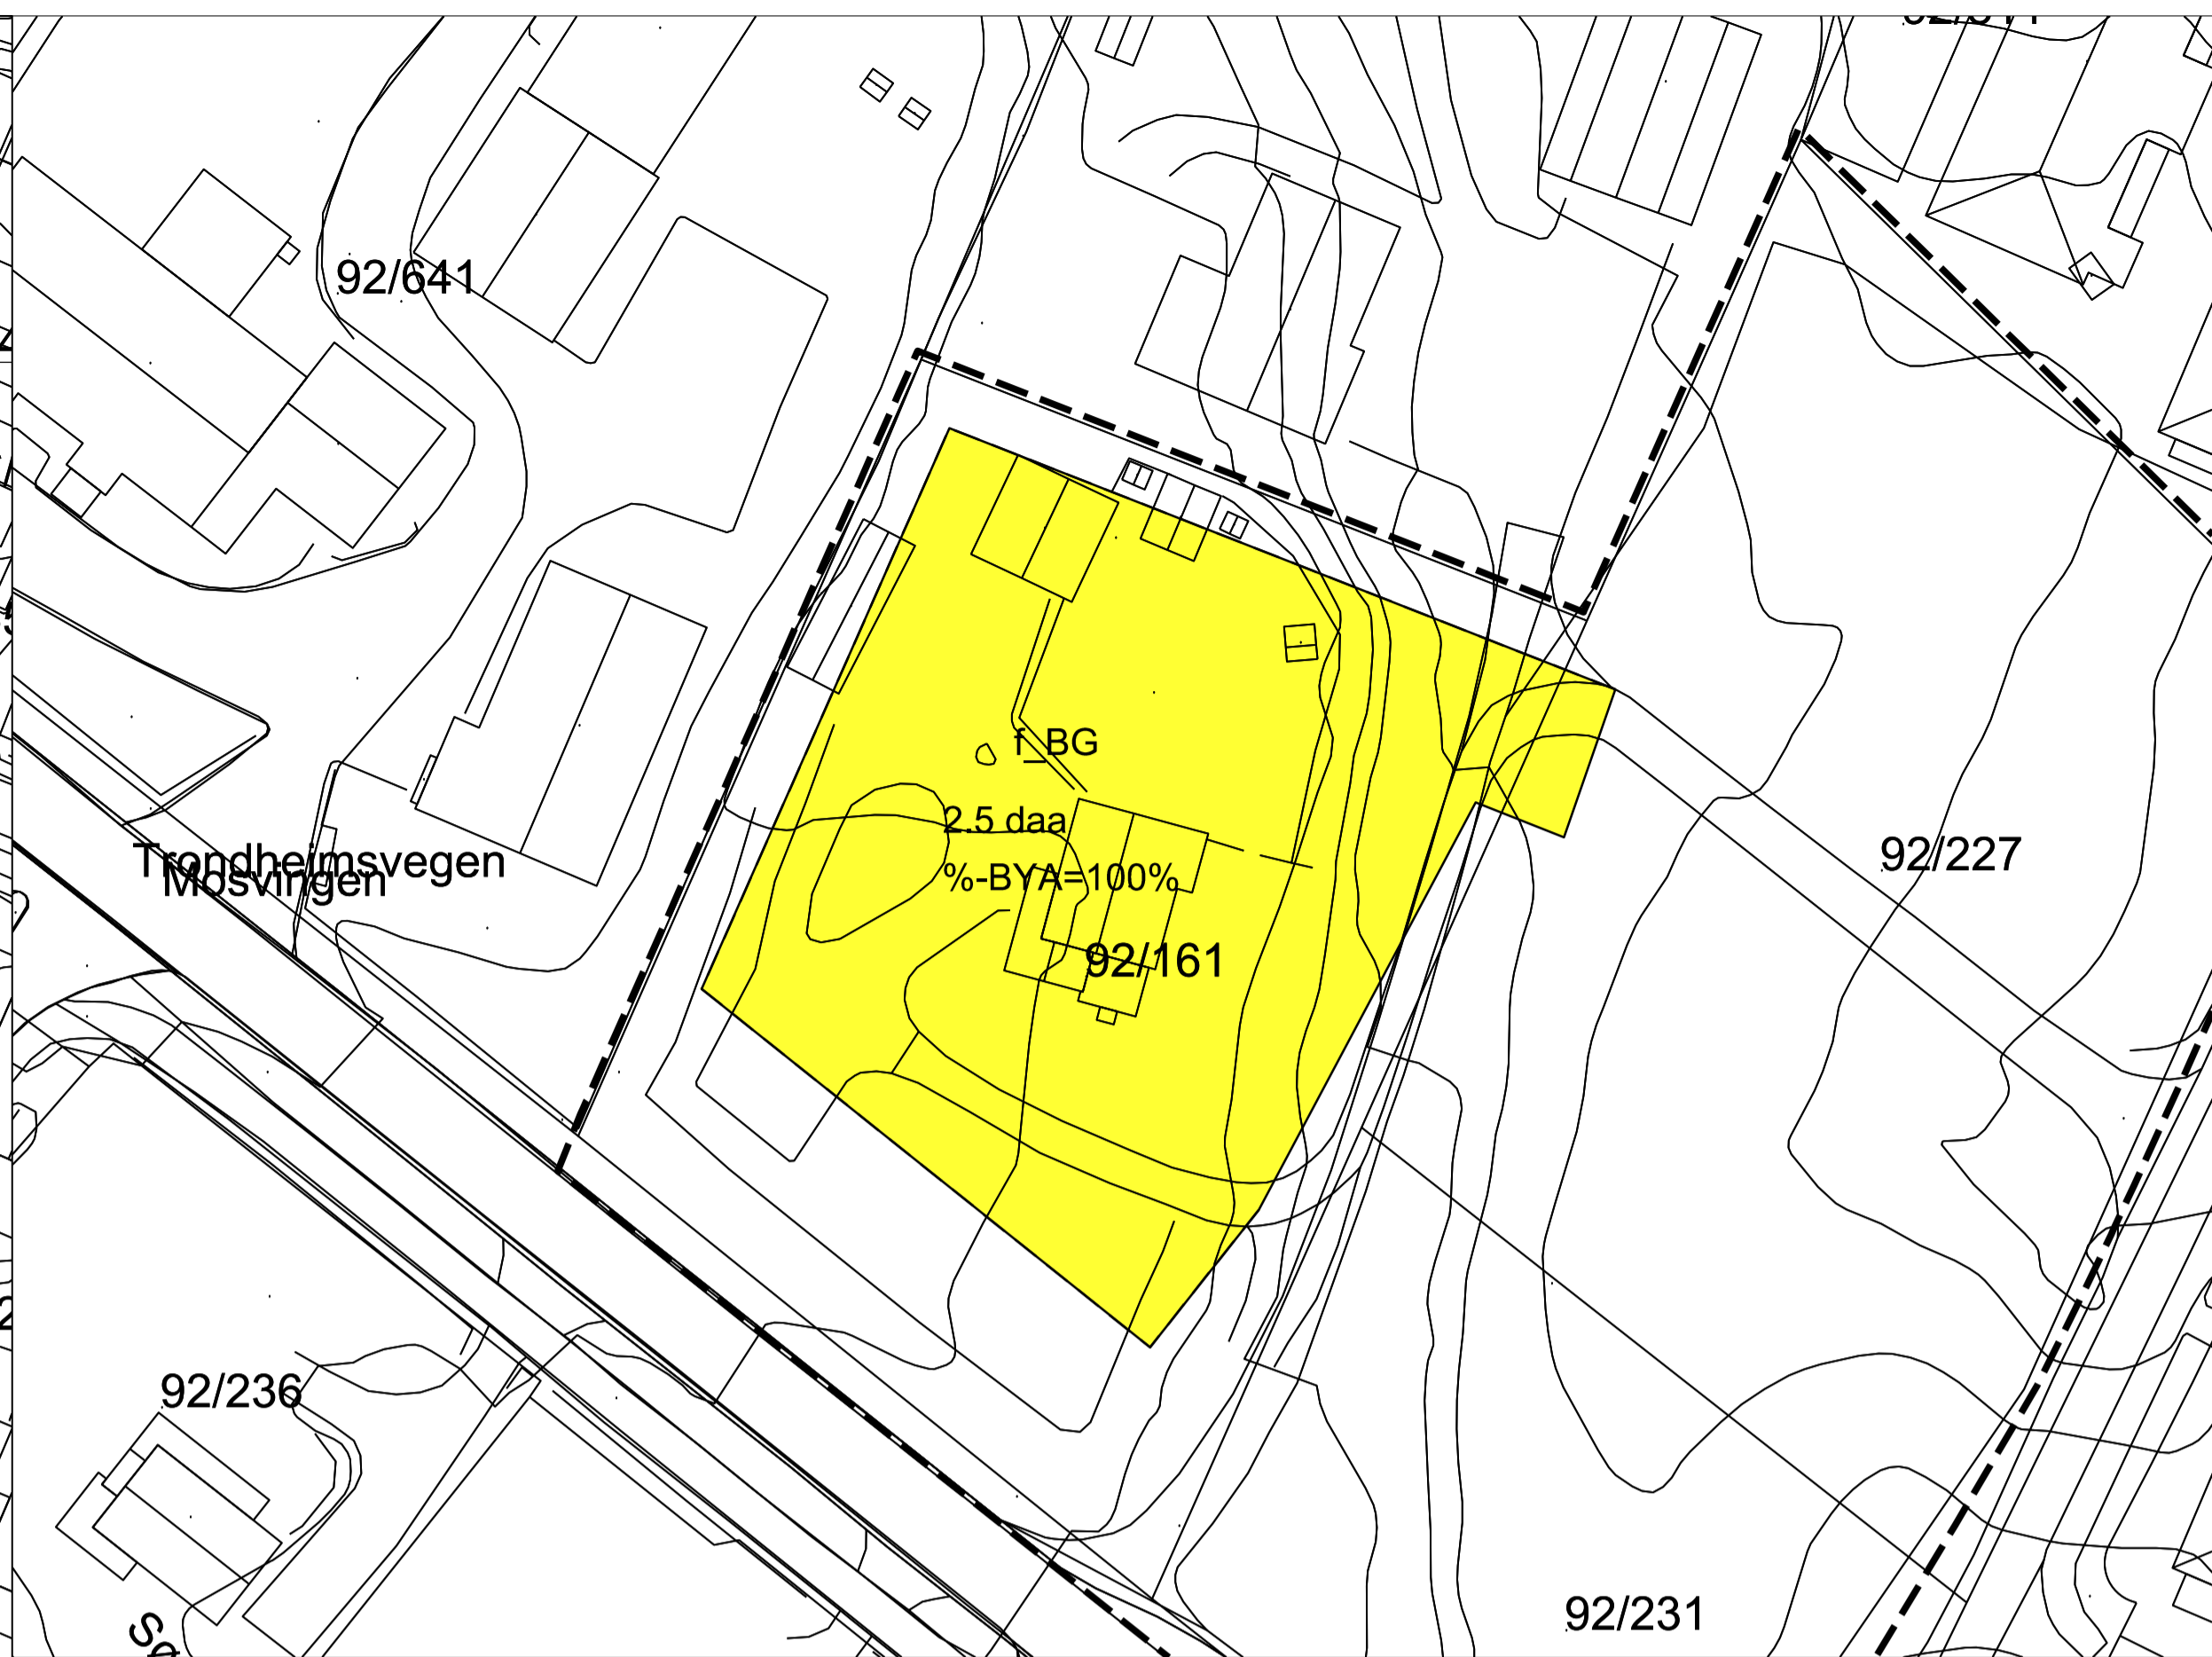 92/641
f_BG
2.5 daa
%-BYA=100%
Trondheimsvegen
Mosvingen
92/227
92/161
92/236
92/231